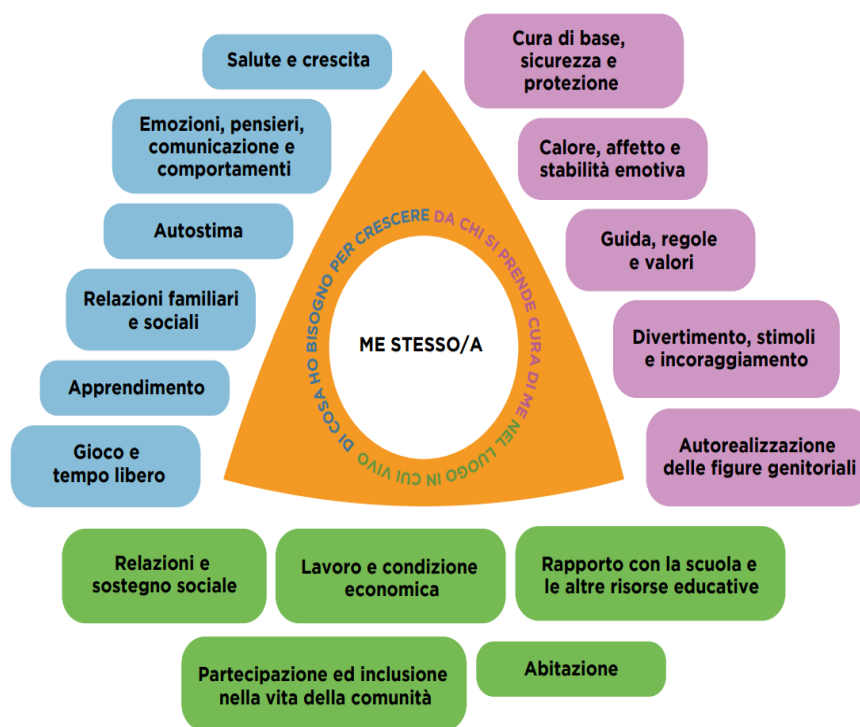 Salute e crescita
Emozioni, pensieri,
comunicazione e
comportamenti
Autostima
Relazioni familiari
e sociali
Apprendimento
Gioco e
tempo libero
Cura di base,
sicurezza e
protezione
Calore, affetto e
stabilità emotiva
Guida, regole
e valori
Divertimento, stimoli
e incoraggiamento
Autorealizzazione
delle figure genitoriali
DI COSA HO BISOGNO PER CRESCERE
DA CHI SI PRENDE CURA DI ME
NEL LUOGO IN CUI VIVO
ME STESSO/A
Relazioni e
sostegno sociale
Lavoro e condizione
economica
Rapporto con la scuola e
le altre risorse educative
Partecipazione ed inclusione
nella vita della comunità
Abitazione